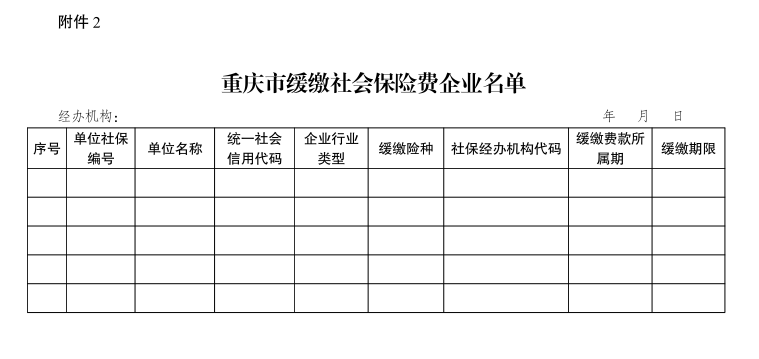 附件 2
重庆市缓缴社会保险费企业名单
经办机构： 年 月 日
序号 单位社保编号 单位名称 统一社会信用代码 企业行业类型 缓缴险种 社保经办机构代码 缓缴费款所属期 缓缴期限